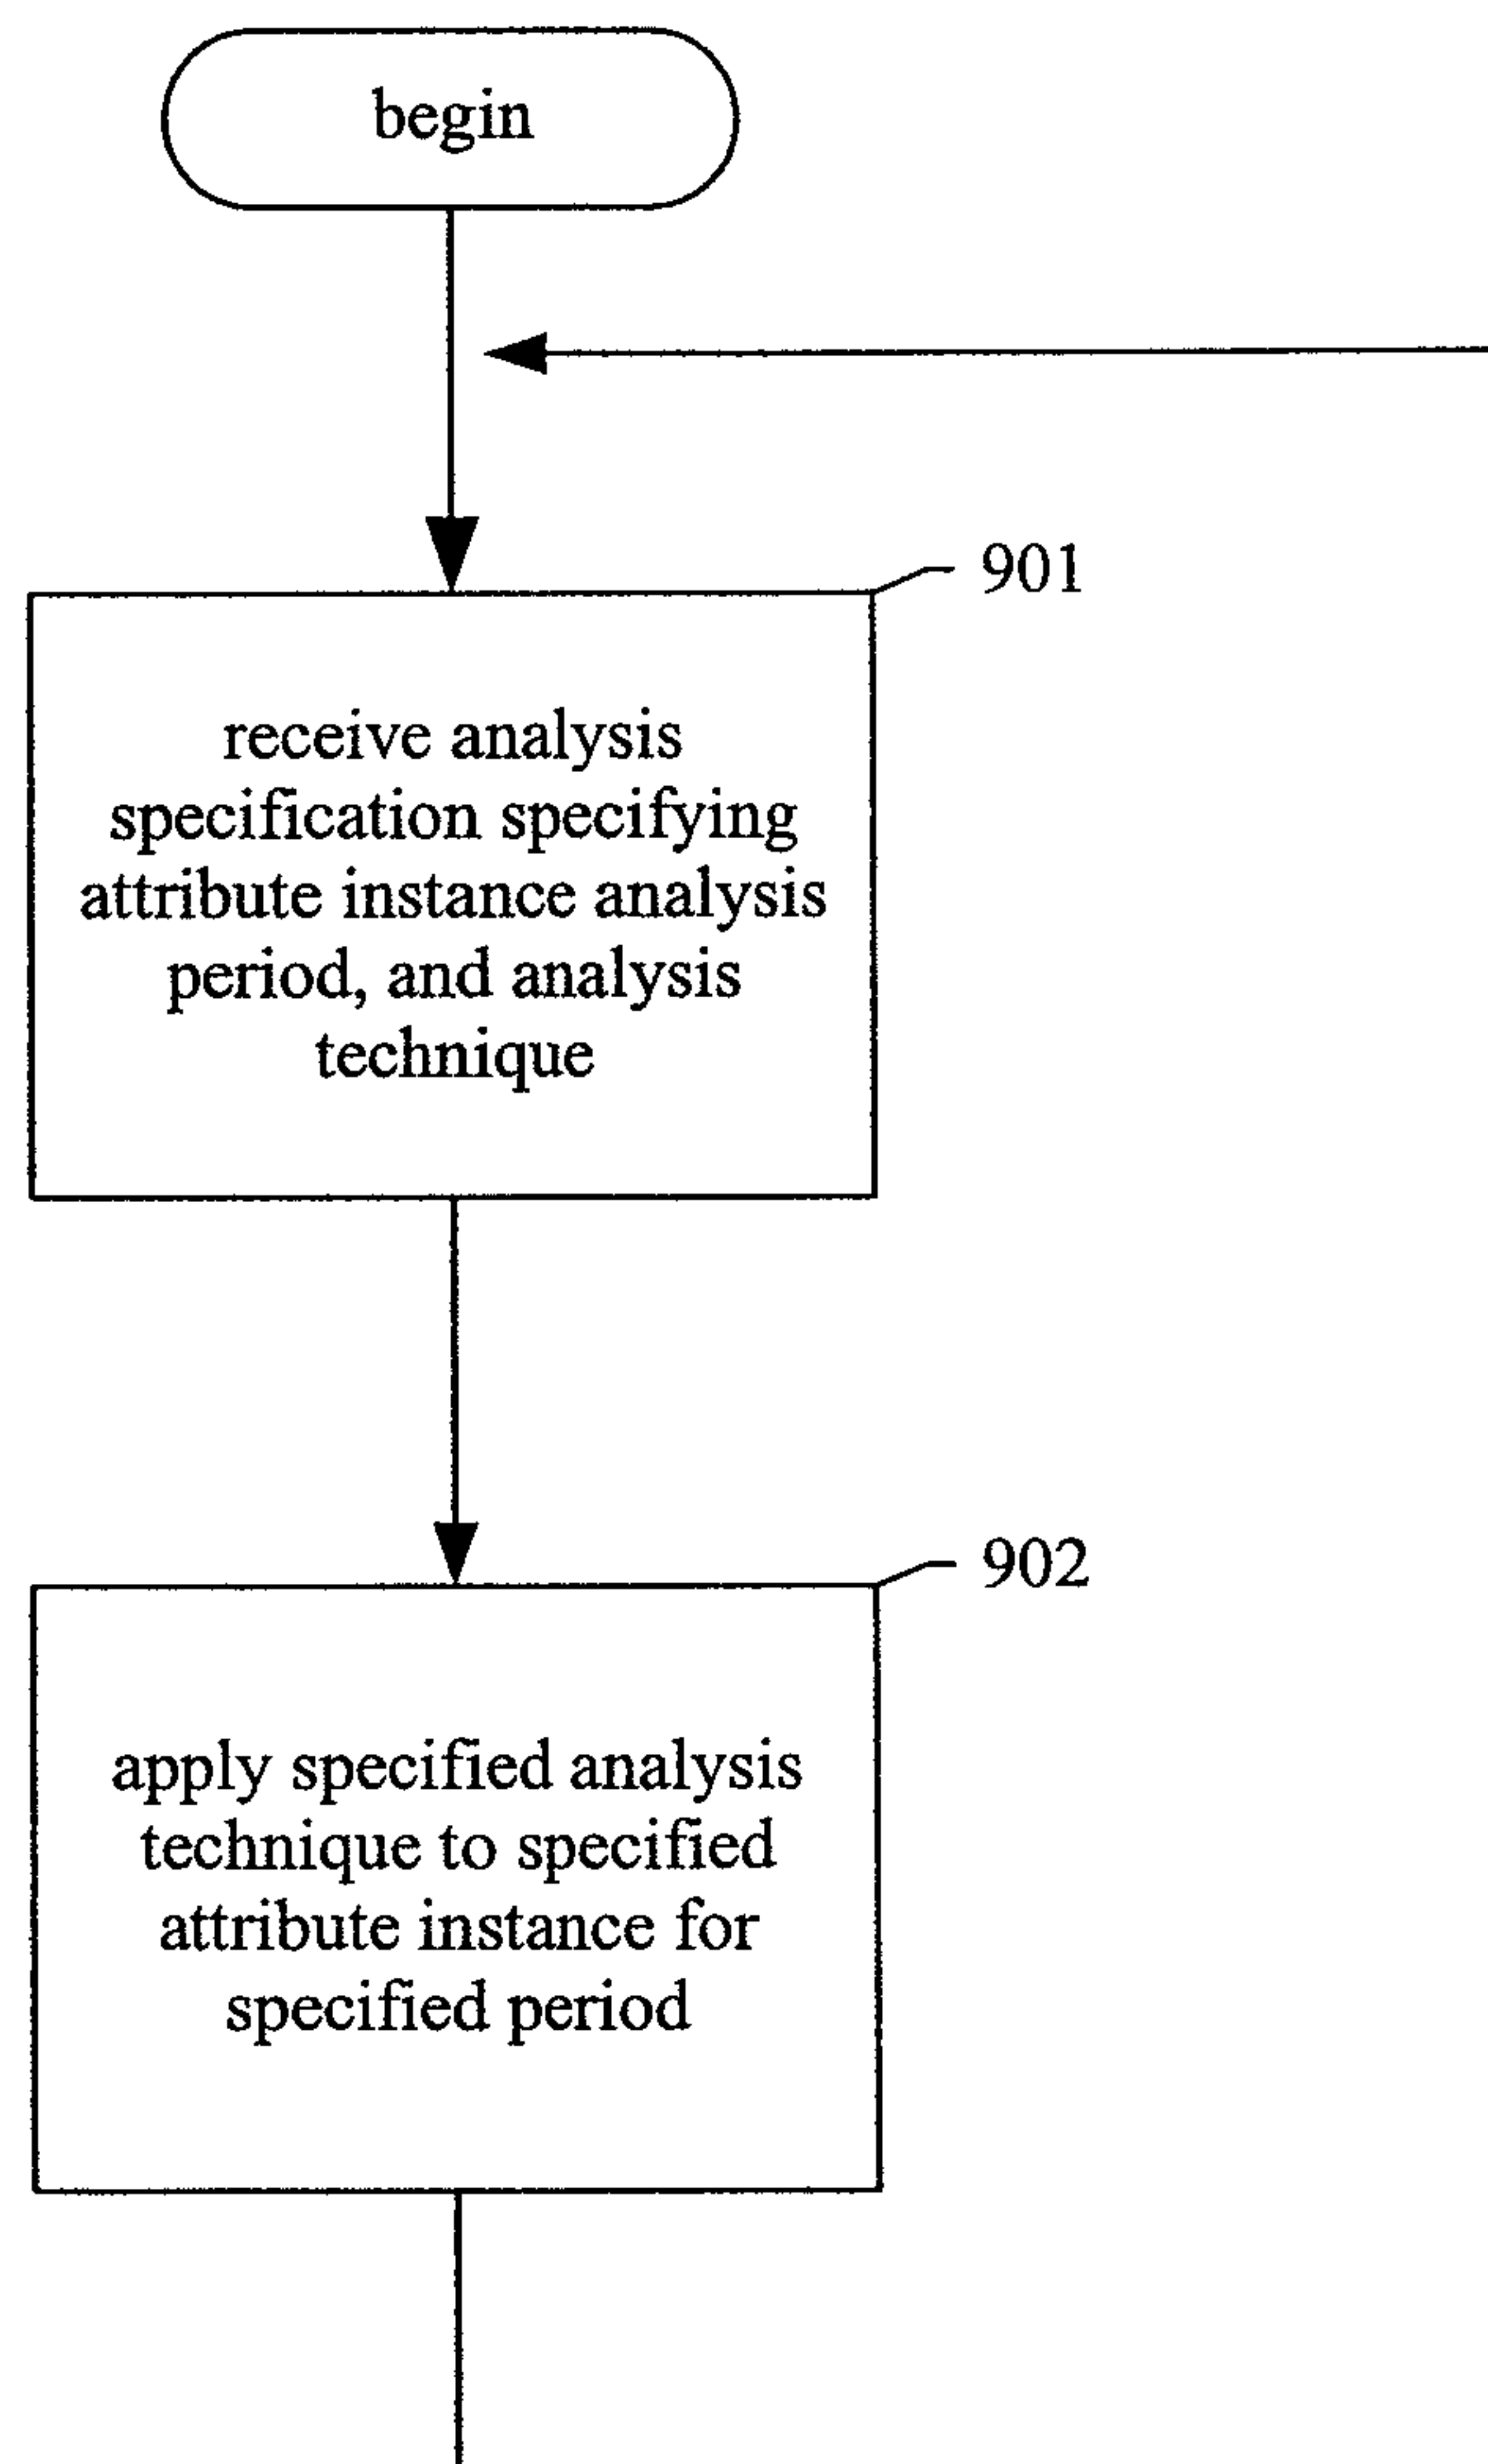 begin
901
receive analysis
specification specifying
attribute instance analysis
period, and analysis
technique
902
apply specified analysis
technique to specified
attribute instance for
specified period